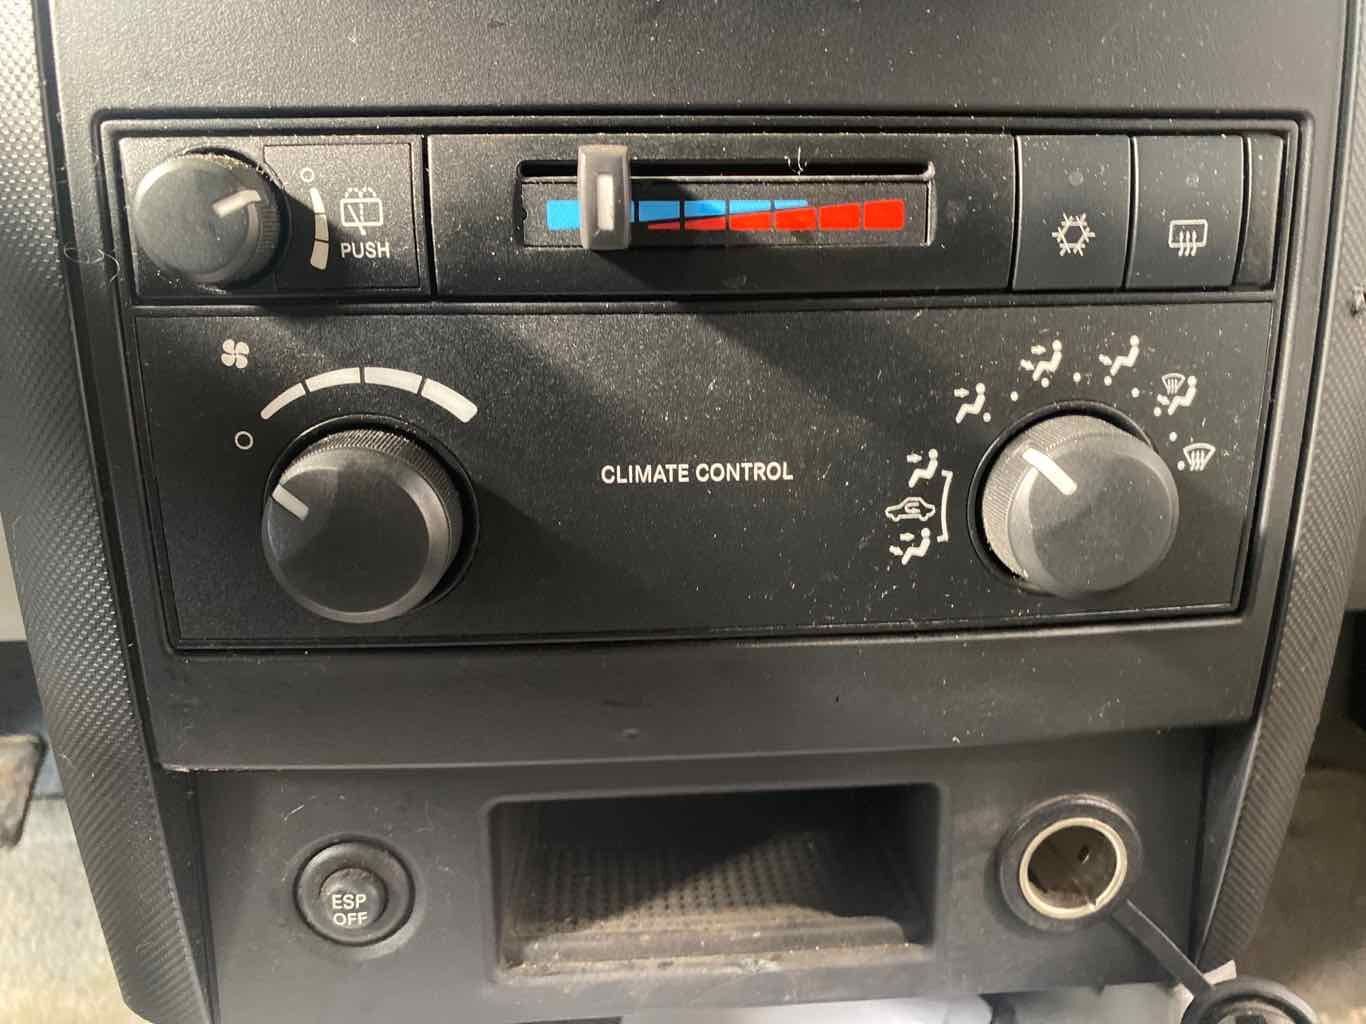 PUSH
CLIMATE CONTROL
ESP
OFF